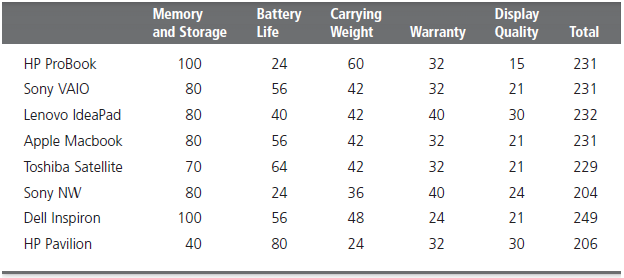 Memory Battery Carrying Display
and Storage Life Weight Warranty Quality Total
HP ProBook 100 24 60 32 15 231
Sony VAIO 80 56 42 32 21 231
Lenovo IdeaPad 80 40 42 40 30 232
Apple Macbook 80 56 42 32 21 231
Toshiba Satellite 70 64 42 32 21 229
Sony NW 80 24 36 40 24 204
Dell Inspiron 100 56 48 24 21 249
HP Pavilion 40 80 24 32 30 206